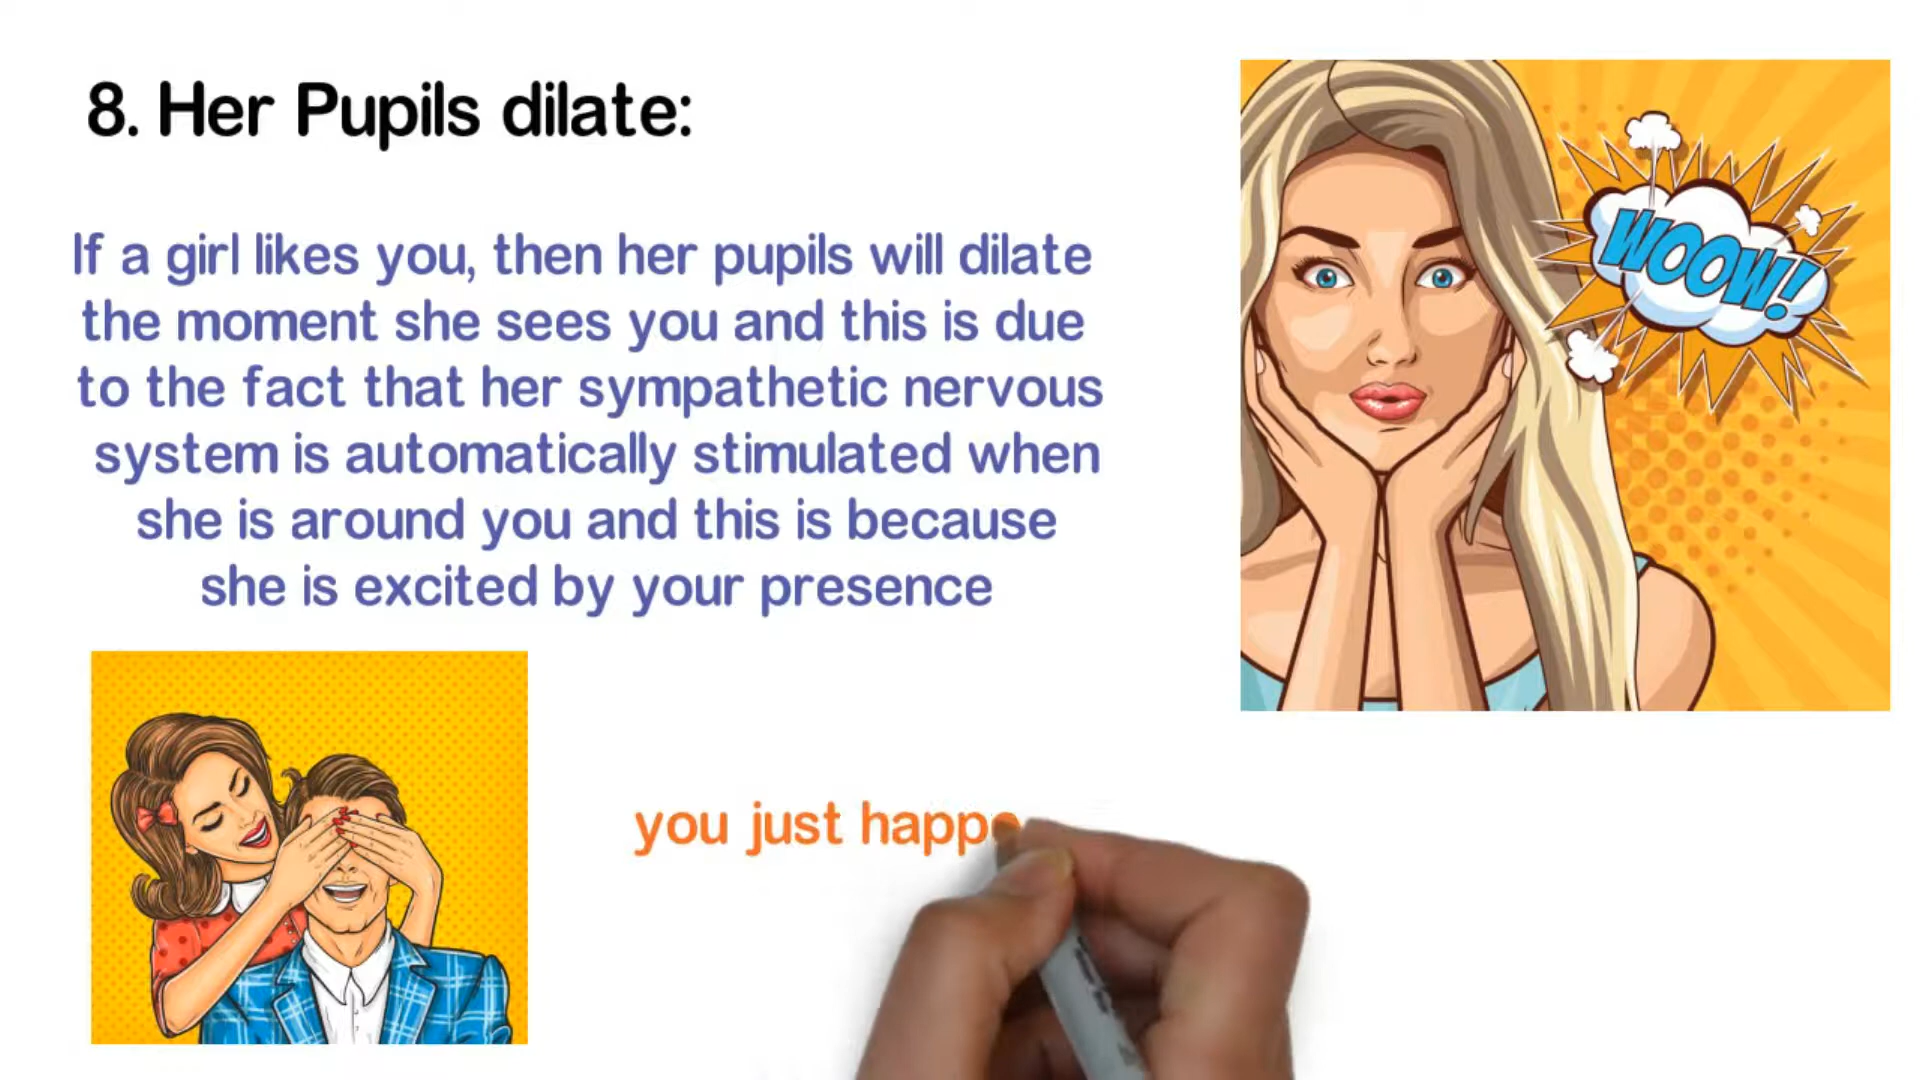 8. Her Pupils dilate:
If a girl likes you, then her pupils will dilate
the moment she sees you and this is due
to the fact that her sympathetic nervous
system is automatically stimulated when
she is around you and this is because
she is excited by your presence
WOOW!
you just happe